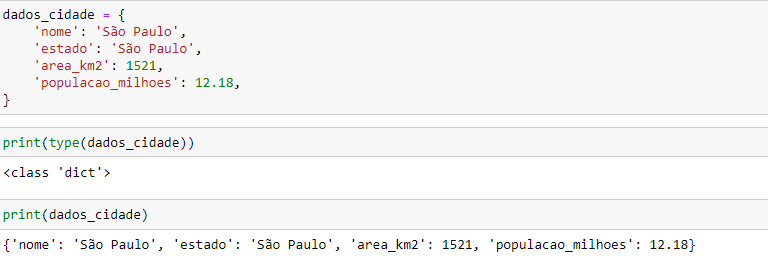 dados_cidade = {
    'nome': 'São Paulo',
    'estado': 'São Paulo',
    'area_km2': 1521,
    'populacao_milhoes': 12.18,
}
print(type(dados_cidade))
<class 'dict'>
print(dados_cidade)
{'nome': 'São Paulo', 'estado': 'São Paulo', 'area_km2': 1521, 'populacao_milhoes': 12.18}